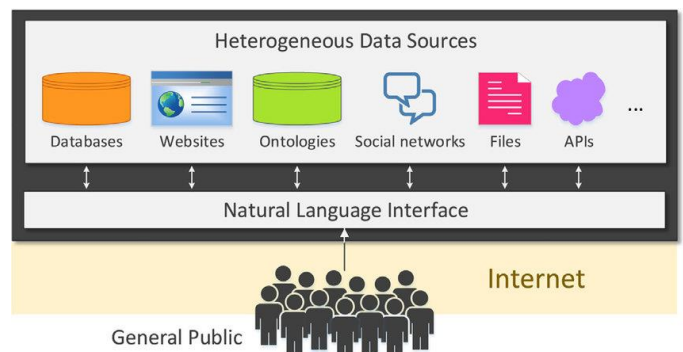 Heterogeneous Data Sources
Databases Websites Ontologies Social networks Files APIs ...
Natural Language Interface
Internet
General Public